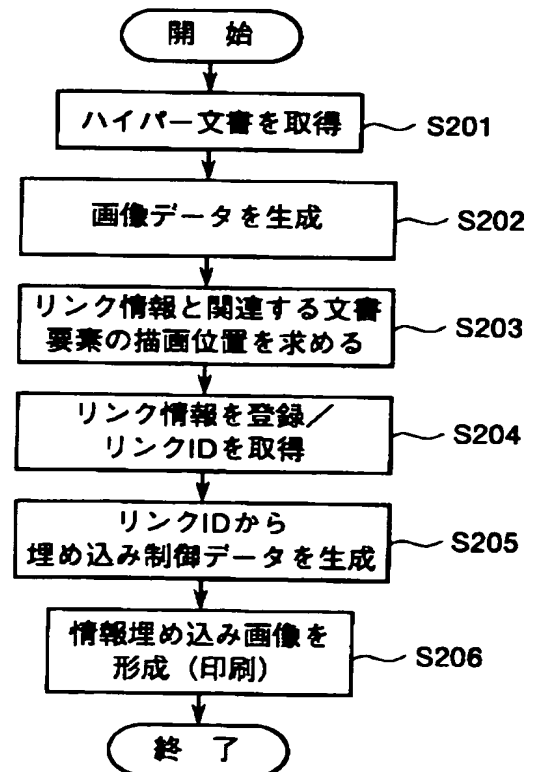 開 始
ハイパー文書を取得
S201
画像データを生成
S202
リンク情報と関連する文書
要素の描画位置を求める
S203
リンク情報を登録／
リンクIDを取得
S204
リンクIDから
埋め込み制御データを生成
S205
情報埋め込み画像を
形成（印刷）
S206
終 了